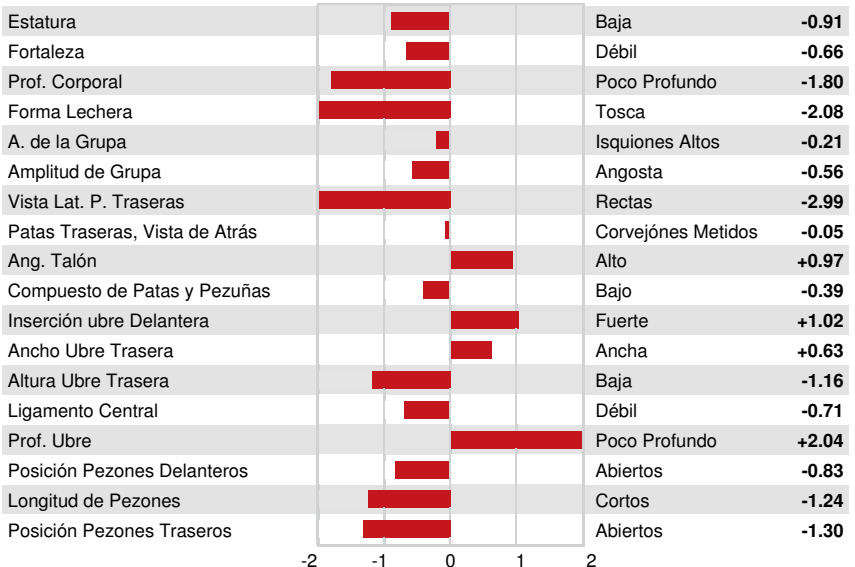 Estatura Baja -0.91
Fortaleza Débil -0.66
Prof. Corporal Poco Profundo -1.80
Forma Lechera Tosca -2.08
A. de la Grupa Isquiones Altos -0.21
Amplitud de Grupa Angosta -0.56
Vista Lat. P. Traseras Rectas -2.99
Patas Traseras, Vista de Atrás Corvejónes Metidos -0.05
Ang. Talón Alto +0.97
Compuesto de Patas y Pezuñas Bajo -0.39
Inserción ubre Delantera Fuerte +1.02
Ancho Ubre Trasera Ancha +0.63
Altura Ubre Trasera Baja -1.16
Ligamento Central Débil -0.71
Prof. Ubre Poco Profundo +2.04
Posición Pezones Delanteros Abiertos -0.83
Longitud de Pezones Cortos -1.24
Posición Pezones Traseros Abiertos -1.30
-2 -1 0 1 2